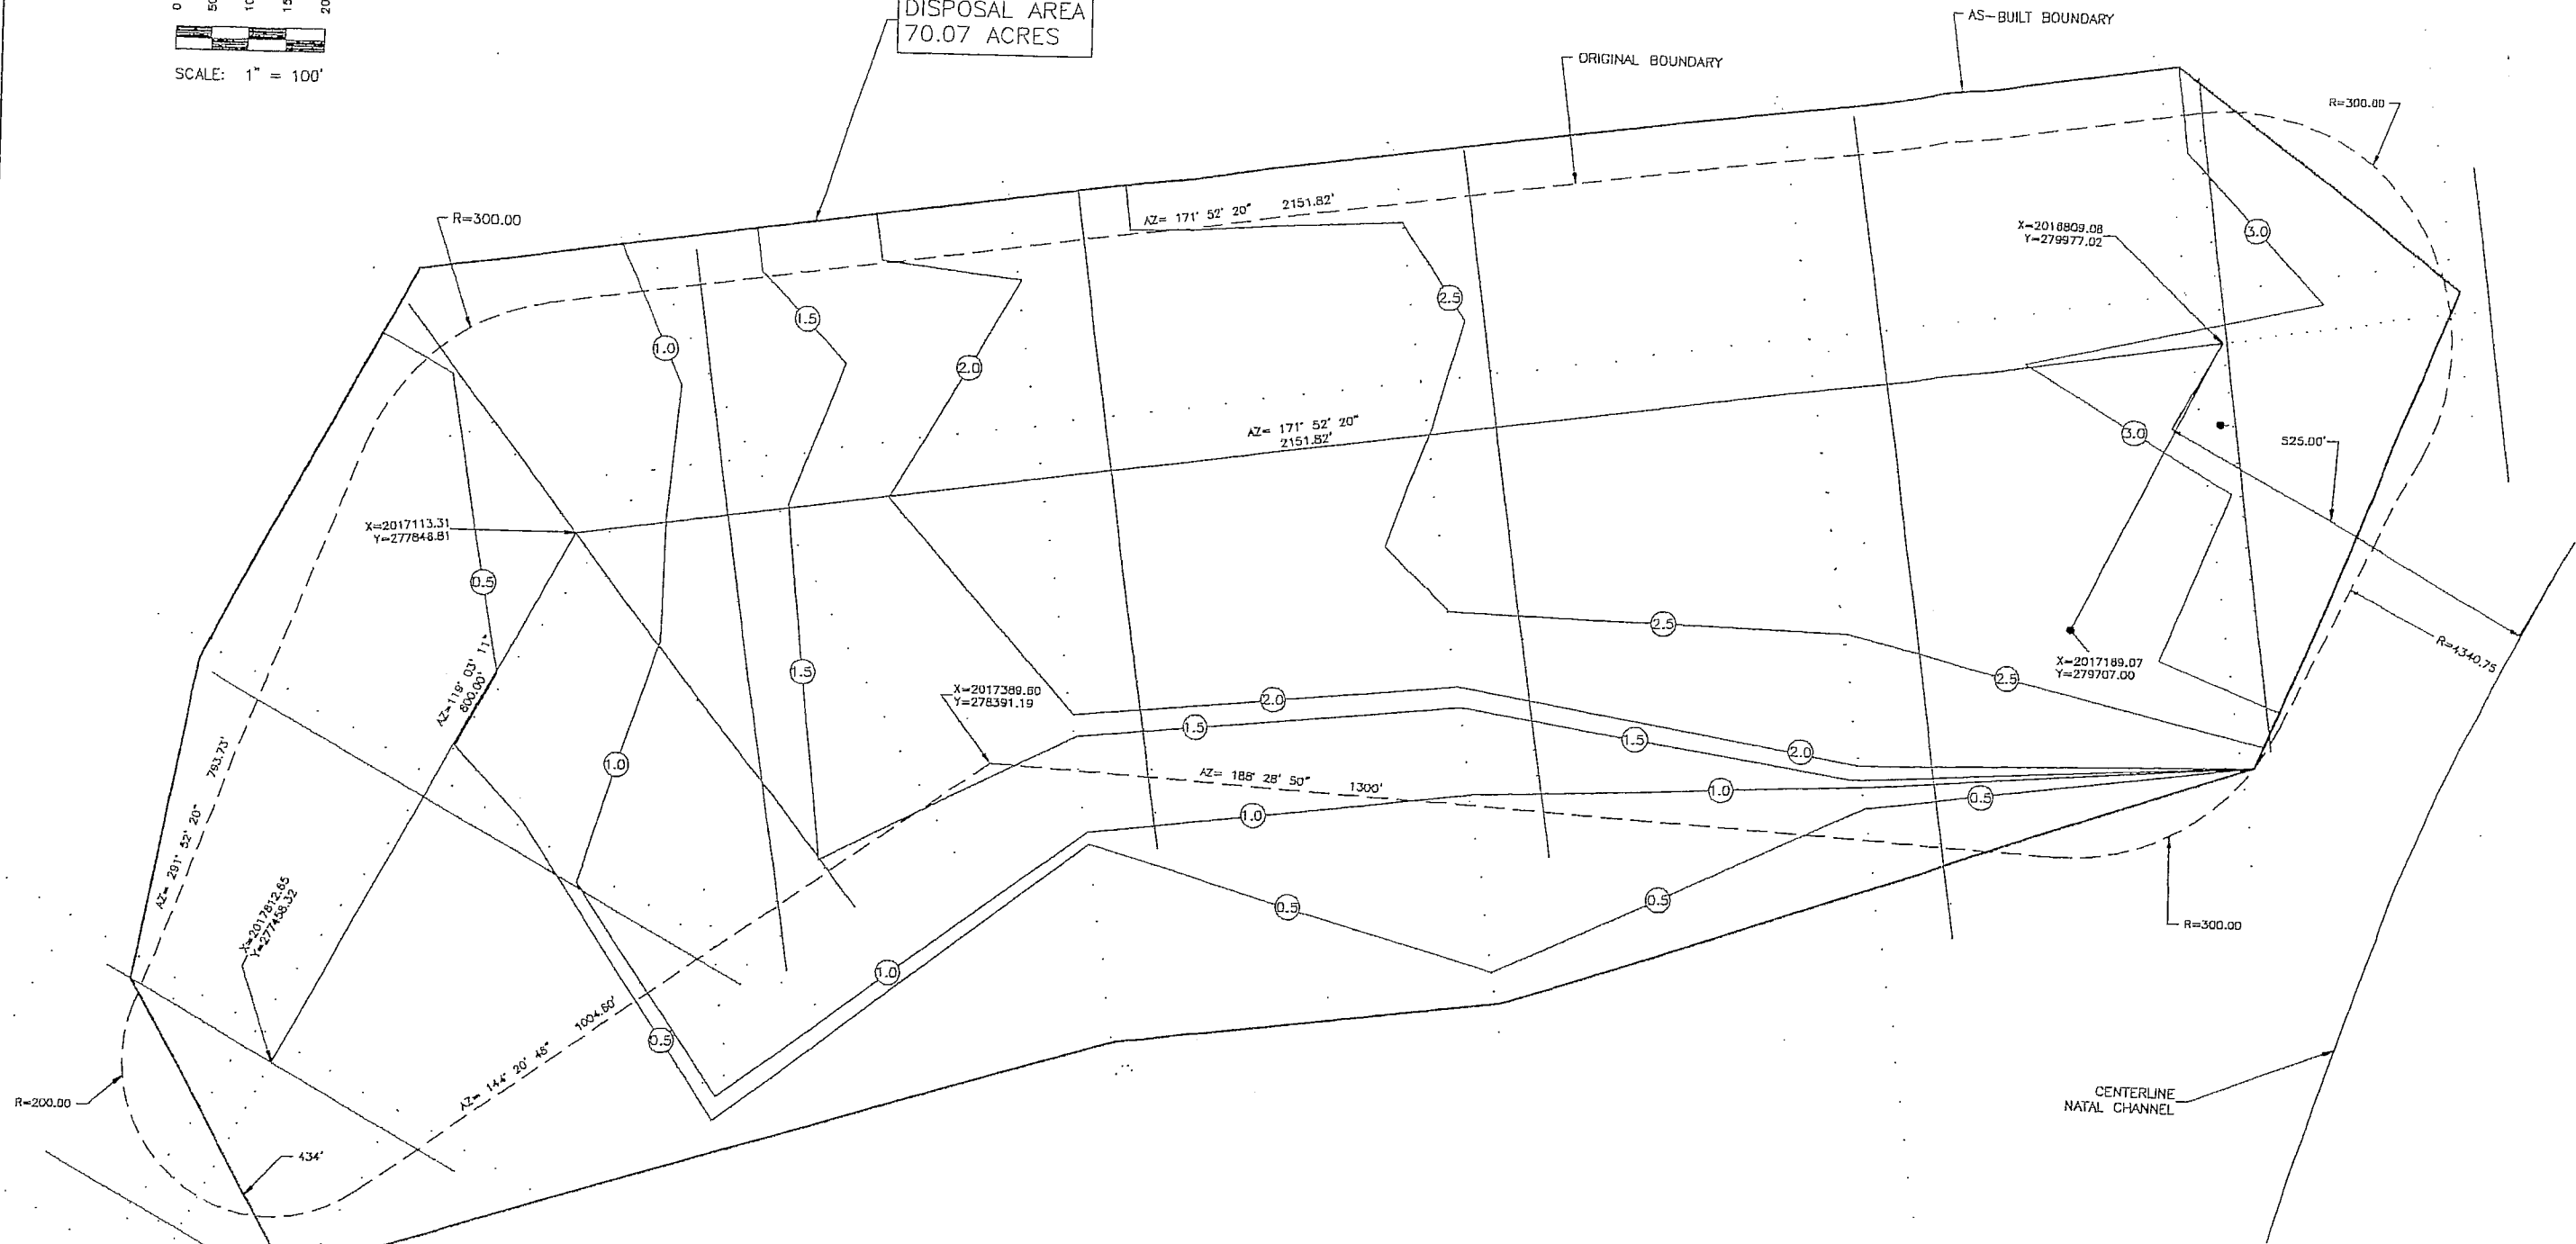 0
50
SCALE: 1" = 100'
DISPOSAL AREA
70.07 ACRES
AS-BUILT BOUNDARY
ORIGINAL BOUNDARY
R=300.00
R=300.00
AZ= 171° 52' 20" 2151.82'
X=2018809.08
Y=279977.02
3.0
1.5
1.0
2.0
2.5
AZ= 171° 52' 20"
2151.82'
3.0
525.00'
X=2017113.31
Y=277848.81
0.5
2.5
R=4340.75
X=2017189.07
Y=279707.00
2.5
AZ=119° 03' 11"
800.00'
1.5
X=2017389.60
Y=278391.19
2.0
1.5
1.5
2.0
1.0
AZ= 188° 28' 50" 1300'
1.0
0.5
1.0
AZ= 291° 52' 20" 793.73'
X=2017812.65
Y=277458.32
0.5
0.5
R=300.00
1.0
0.5
AZ= 144° 20' 48" 1004.60'
R=200.00
434'
CENTERLINE
NATAL CHANNEL